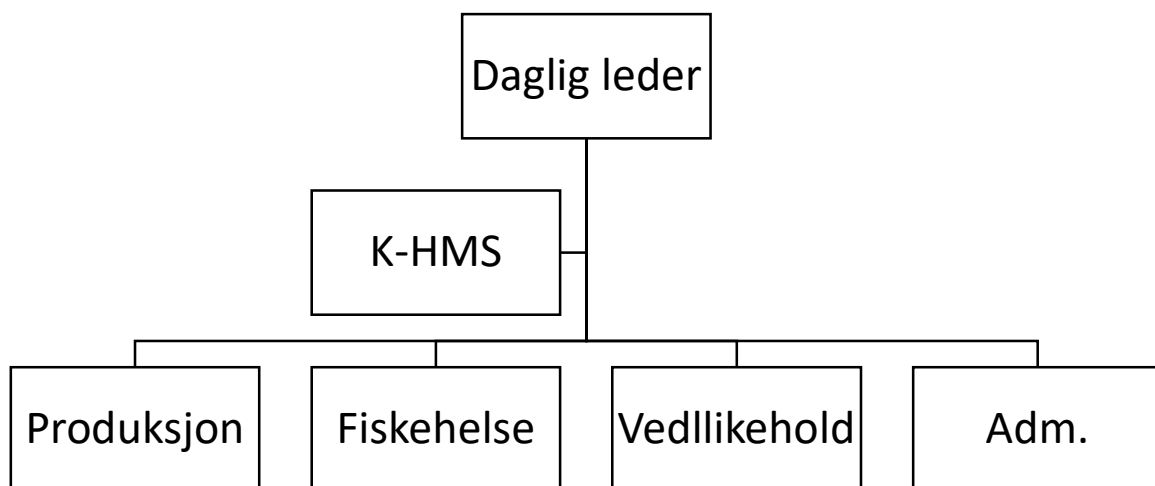 Daglig leder
K-HMS
Produksjon
Fiskehelse
Vedllikehold
Adm.